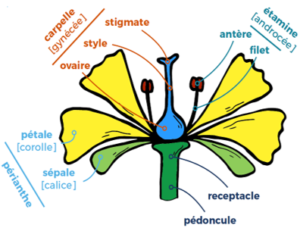 carpelle
[gynécée]
stigmate
style
ovaire
étamine
[androcée]
antère
filet
pétale
[corolle]
sépale
[calice]
périanthe
receptacle
pédoncule